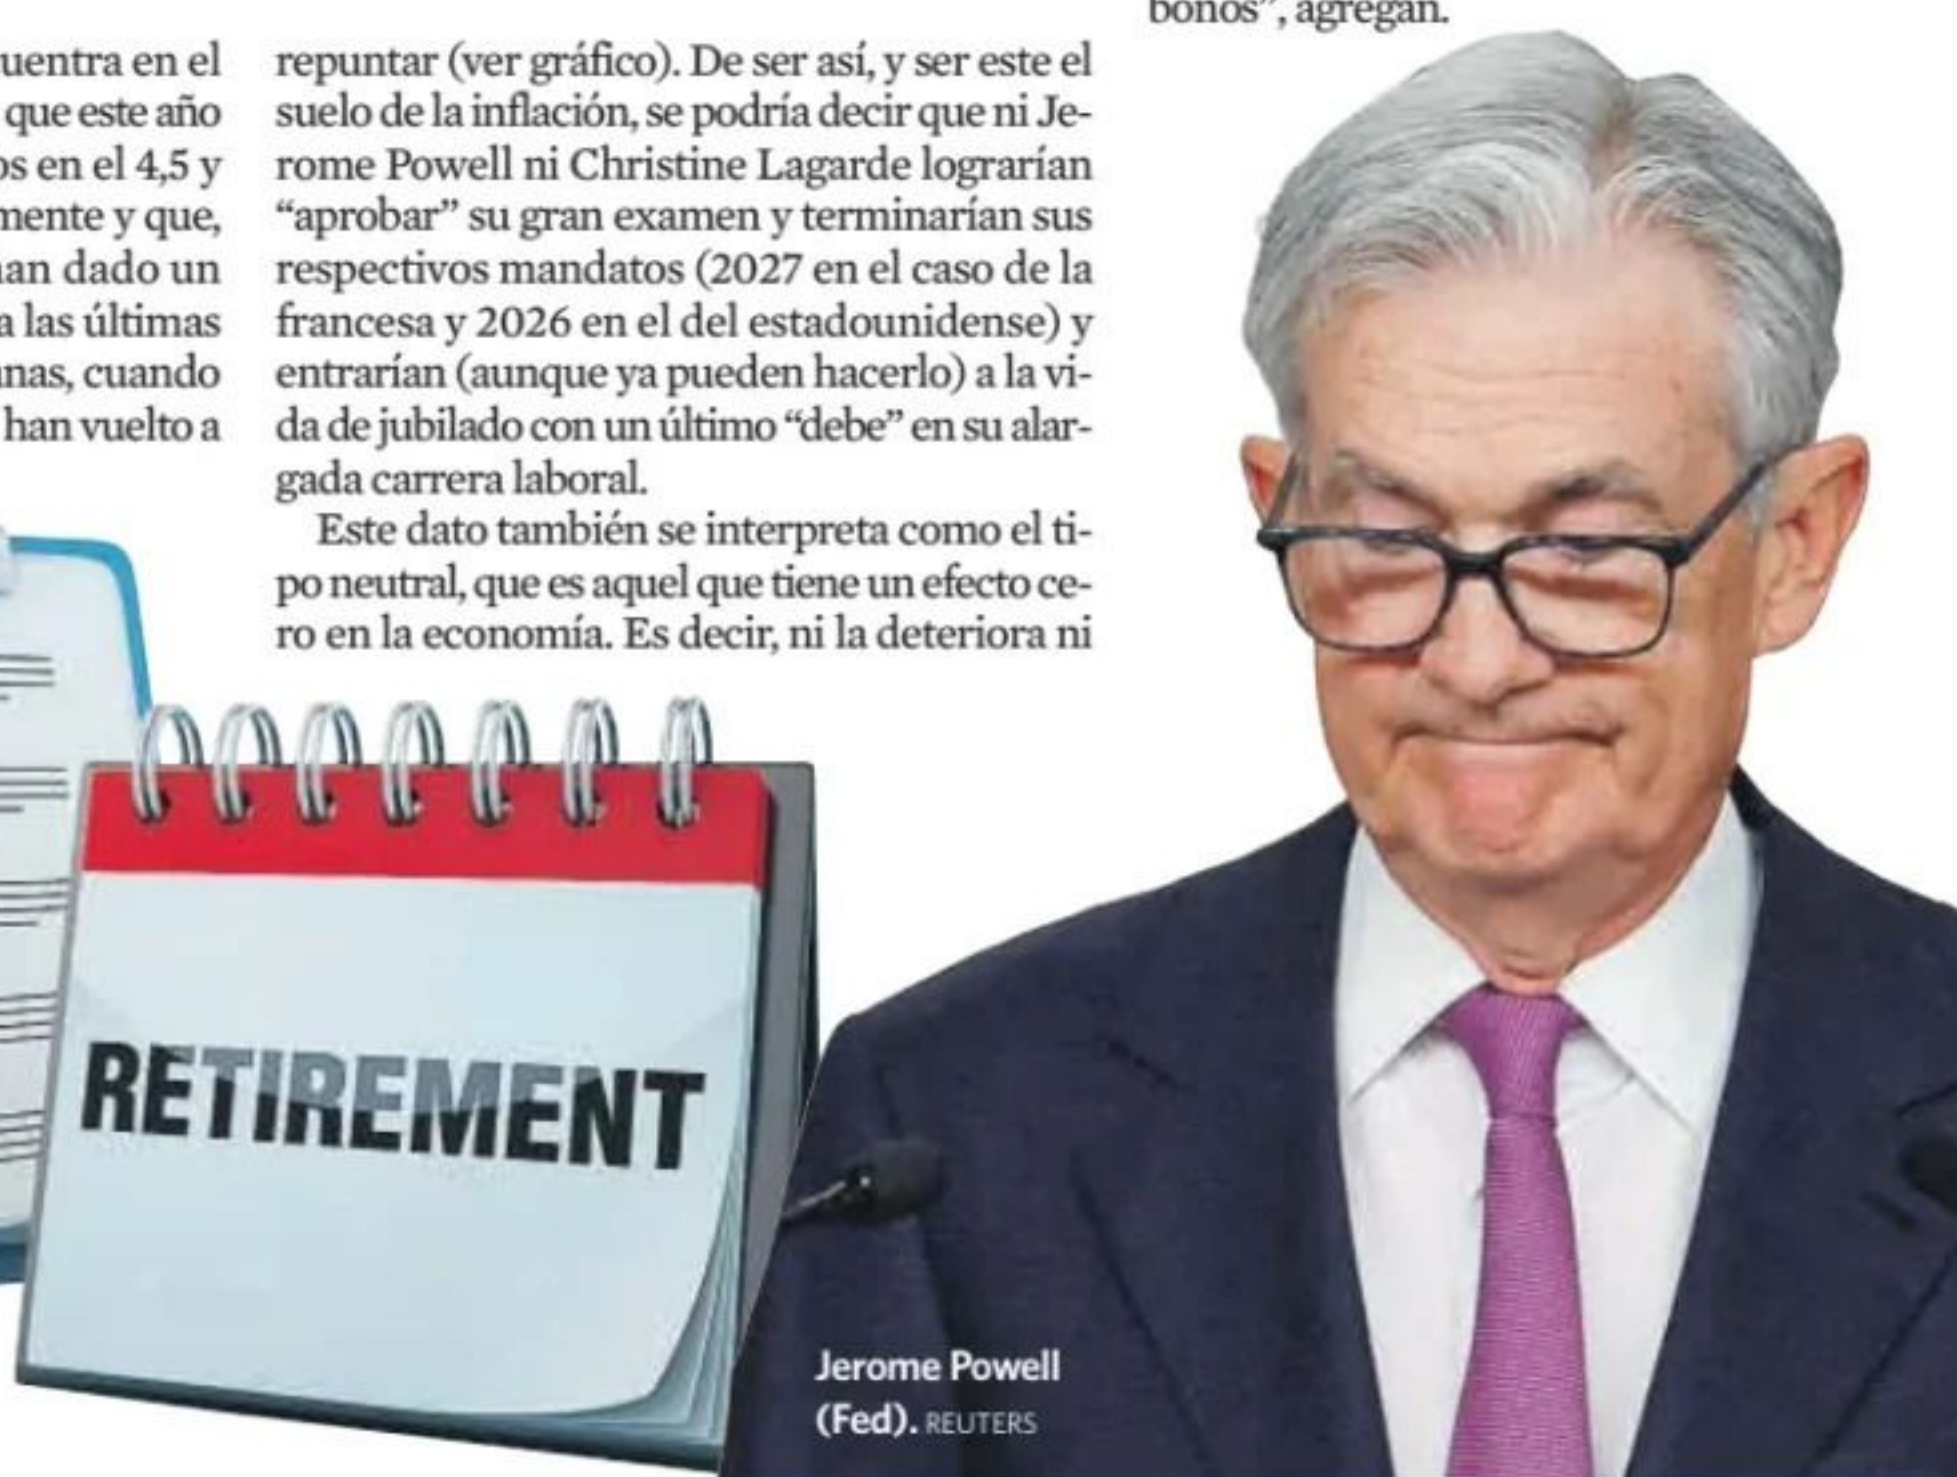 uentra en el
que este año
os en el 4,5 y
mente y que,
an dado un
a las últimas
nas, cuando
han vuelto a
repuntar (ver gráfico). De ser así, y ser este el
suelo de la inflación, se podría decir que ni Je-
rome Powell ni Christine Lagarde lograrían
“aprobar” su gran examen y terminarían sus
respectivos mandatos (2027 en el caso de la
francesa y 2026 en el del estadounidense) y
entrarían (aunque ya pueden hacerlo) a la vi-
da de jubilado con un último “debe” en su alar-
gada carrera laboral.
Este dato también se interpreta como el ti-
po neutral, que es aquel que tiene un efecto ce-
ro en la economía. Es decir, ni la deteriora ni
bonos”, agregan.
RETIREMENT
Jerome Powell
(Fed). REUTERS